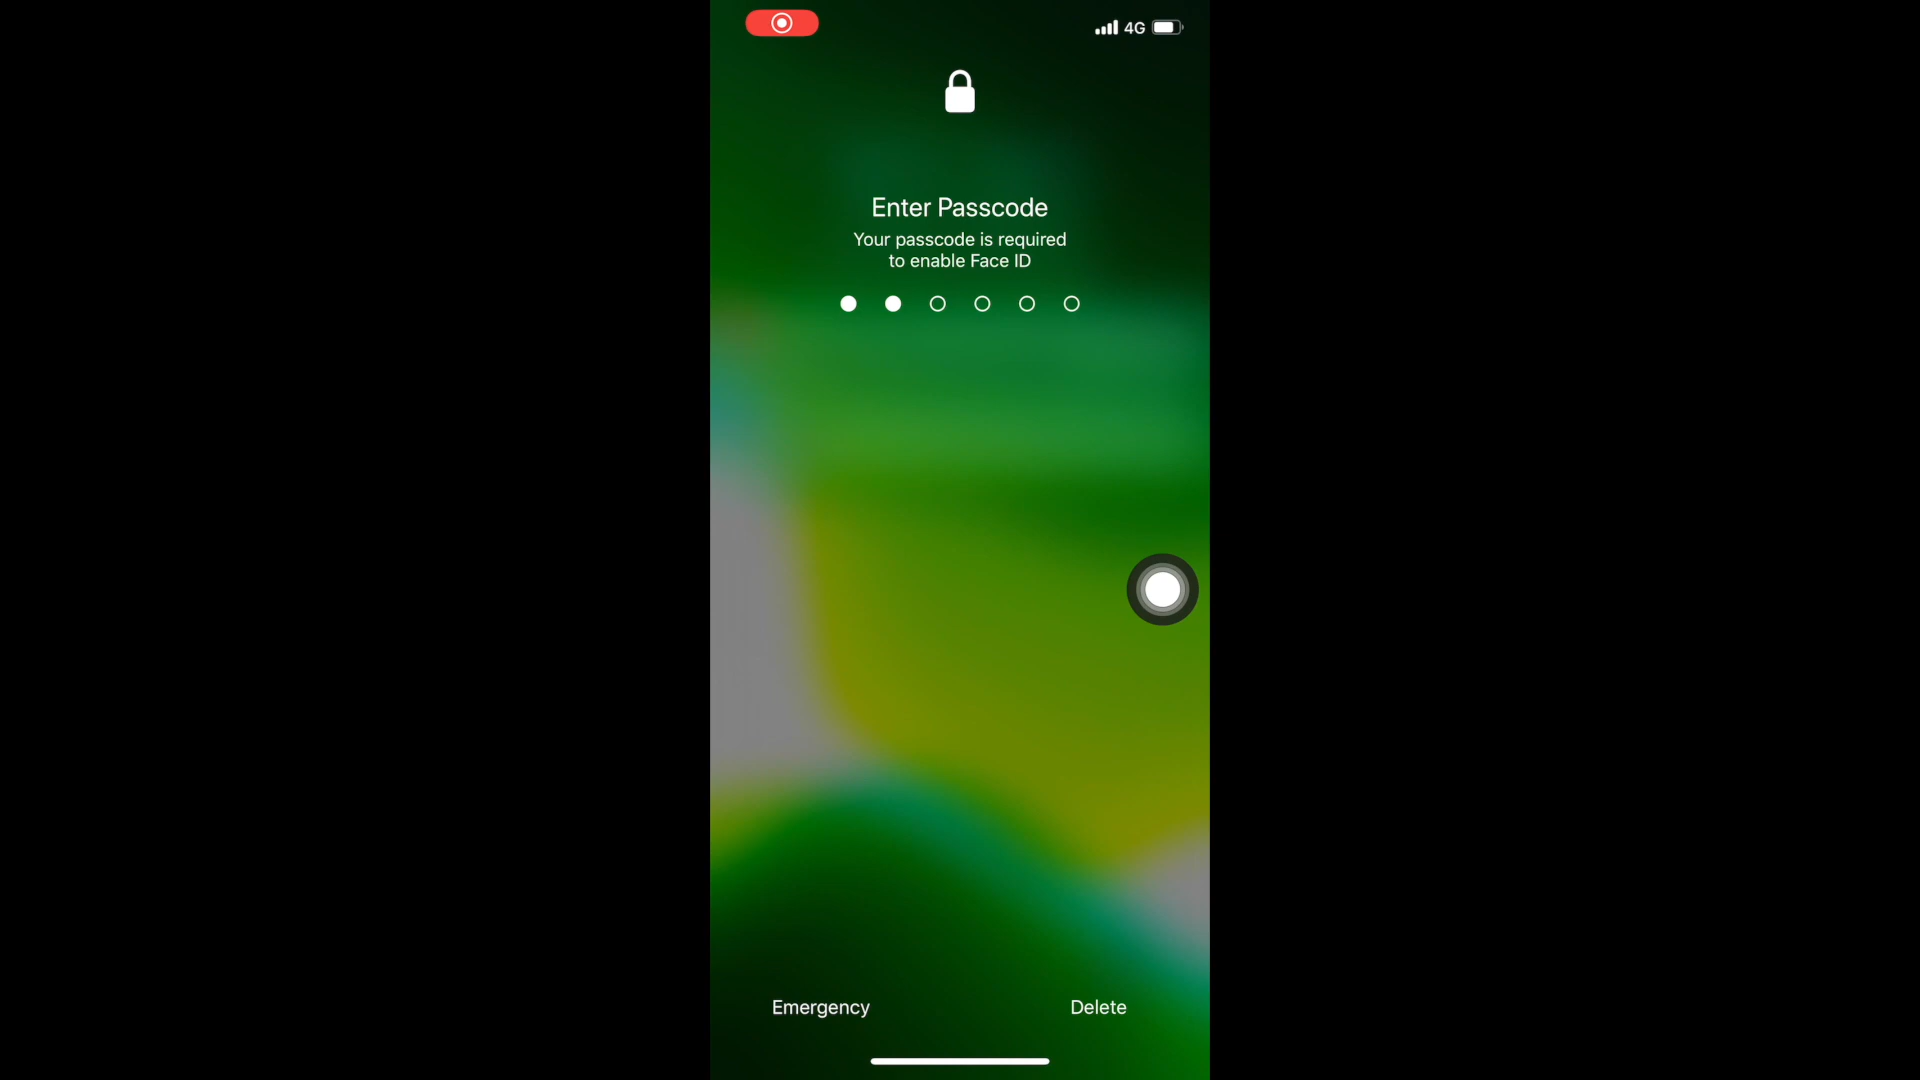 4G
Enter Passcode
Your passcode is required
to enable Face ID
Emergency
Delete